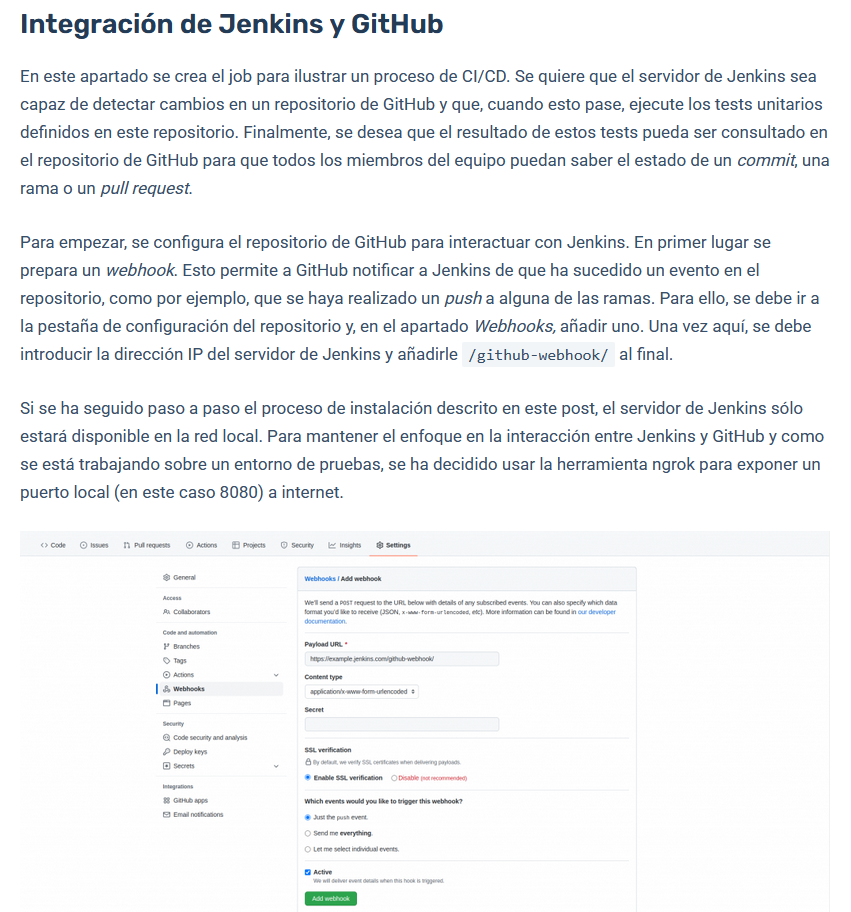 Integración de Jenkins y GitHub
En este apartado se crea el job para ilustrar un proceso de CI/CD. Se quiere que el servidor de Jenkins sea
capaz de detectar cambios en un repositorio de GitHub y que, cuando esto pase, ejecute los tests unitarios
definidos en este repositorio. Finalmente, se desea que el resultado de estos tests pueda ser consultado en
el repositorio de GitHub para que todos los miembros del equipo puedan saber el estado de un commit, una
rama o un pull request.
Para empezar, se configura el repositorio de GitHub para interactuar con Jenkins. En primer lugar se
prepara un webhook. Esto permite a GitHub notificar a Jenkins de que ha sucedido un evento en el
repositorio, como por ejemplo, que se haya realizado un push a alguna de las ramas. Para ello, se debe ir a
la pestaña de configuración del repositorio y, en el apartado Webhooks, añadir uno. Una vez aquí, se debe
introducir la dirección IP del servidor de Jenkins y añadirle /github-webhook/ al final.
Si se ha seguido paso a paso el proceso de instalación descrito en este post, el servidor de Jenkins sólo
estará disponible en la red local. Para mantener el enfoque en la interacción entre Jenkins y GitHub y como
se está trabajando sobre un entorno de pruebas, se ha decidido usar la herramienta ngrok para exponer un
puerto local (en este caso 8080) a internet.
Code Issues Pull requests Actions Projects Security Insights Settings
General
Access
Collaborators
Code and automation
Branches
Tags
Actions
Webhooks
Pages
Security
Code security and analysis
Deploy keys
Secrets
Integrations
GitHub apps
Email notifications
Webhooks / Add webhook
We'll send a POST request to the URL below with details of any subscribed events. You can also specify which data
format you'd like to receive (JSON, x-www-form-urlencoded, etc). More information can be found in our developer
documentation.
Payload URL *
https://example.jenkins.com/github-webhook/
Content type
application/x-www-form-urlencoded
Secret
SSL verification
By default, we verify SSL certificates when delivering payloads.
Enable SSL verification Disable (not recommended)
Which events would you like to trigger this webhook?
Just the push event.
Send me everything.
Let me select individual events.
Active
We will deliver event details when this hook is triggered.
Add webhook